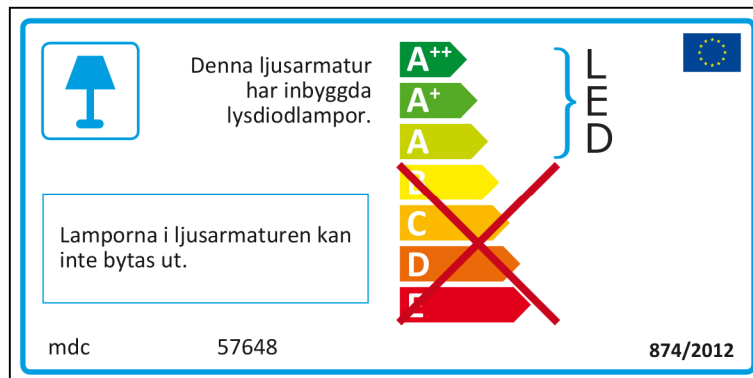 Denna ljusarmatur
har inbyggda
lysdiodlampor.
A++
A+
A
B
C
D
E
L
E
D
Lamporna i ljusarmaturen kan
inte bytas ut.
mdc 57648 874/2012